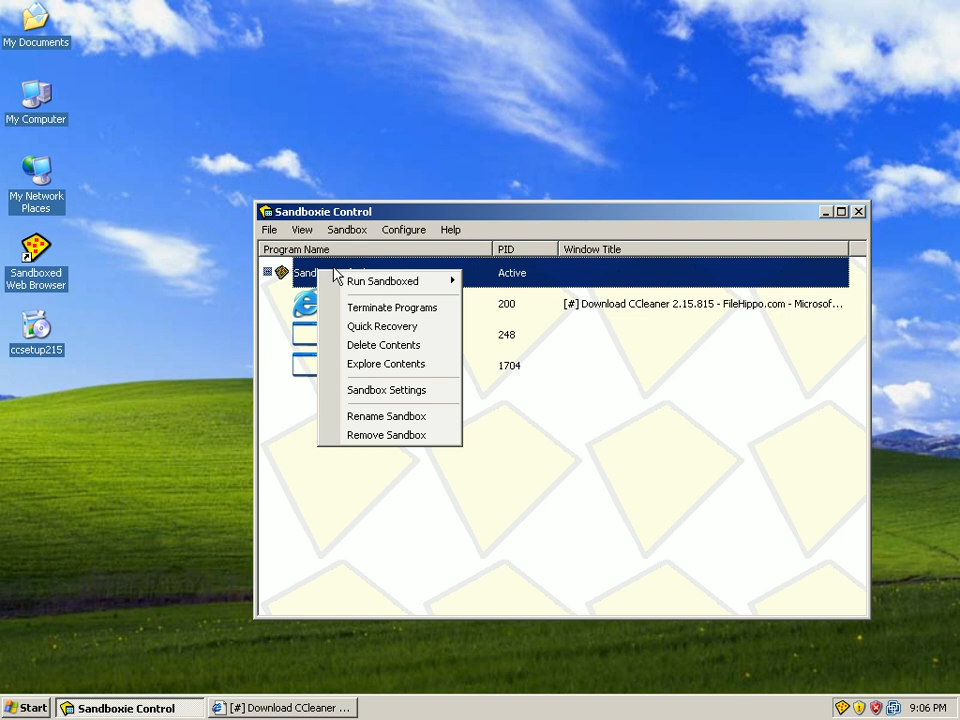 My Documents
My Computer
My Network
Places
Sandboxed
Web Browser
ccsetup215
Sandboxie Control
File View Sandbox Configure Help
Program Name PID Window Title
Active
200 [#] Download CCleaner 2.15.815 - FileHippo.com - Microsof...
248
1704
Run Sandboxed
Terminate Programs
Quick Recovery
Delete Contents
Explore Contents
Sandbox Settings
Rename Sandbox
Remove Sandbox
Start Sandboxie Control [#] Download CCleaner ... 9:06 PM